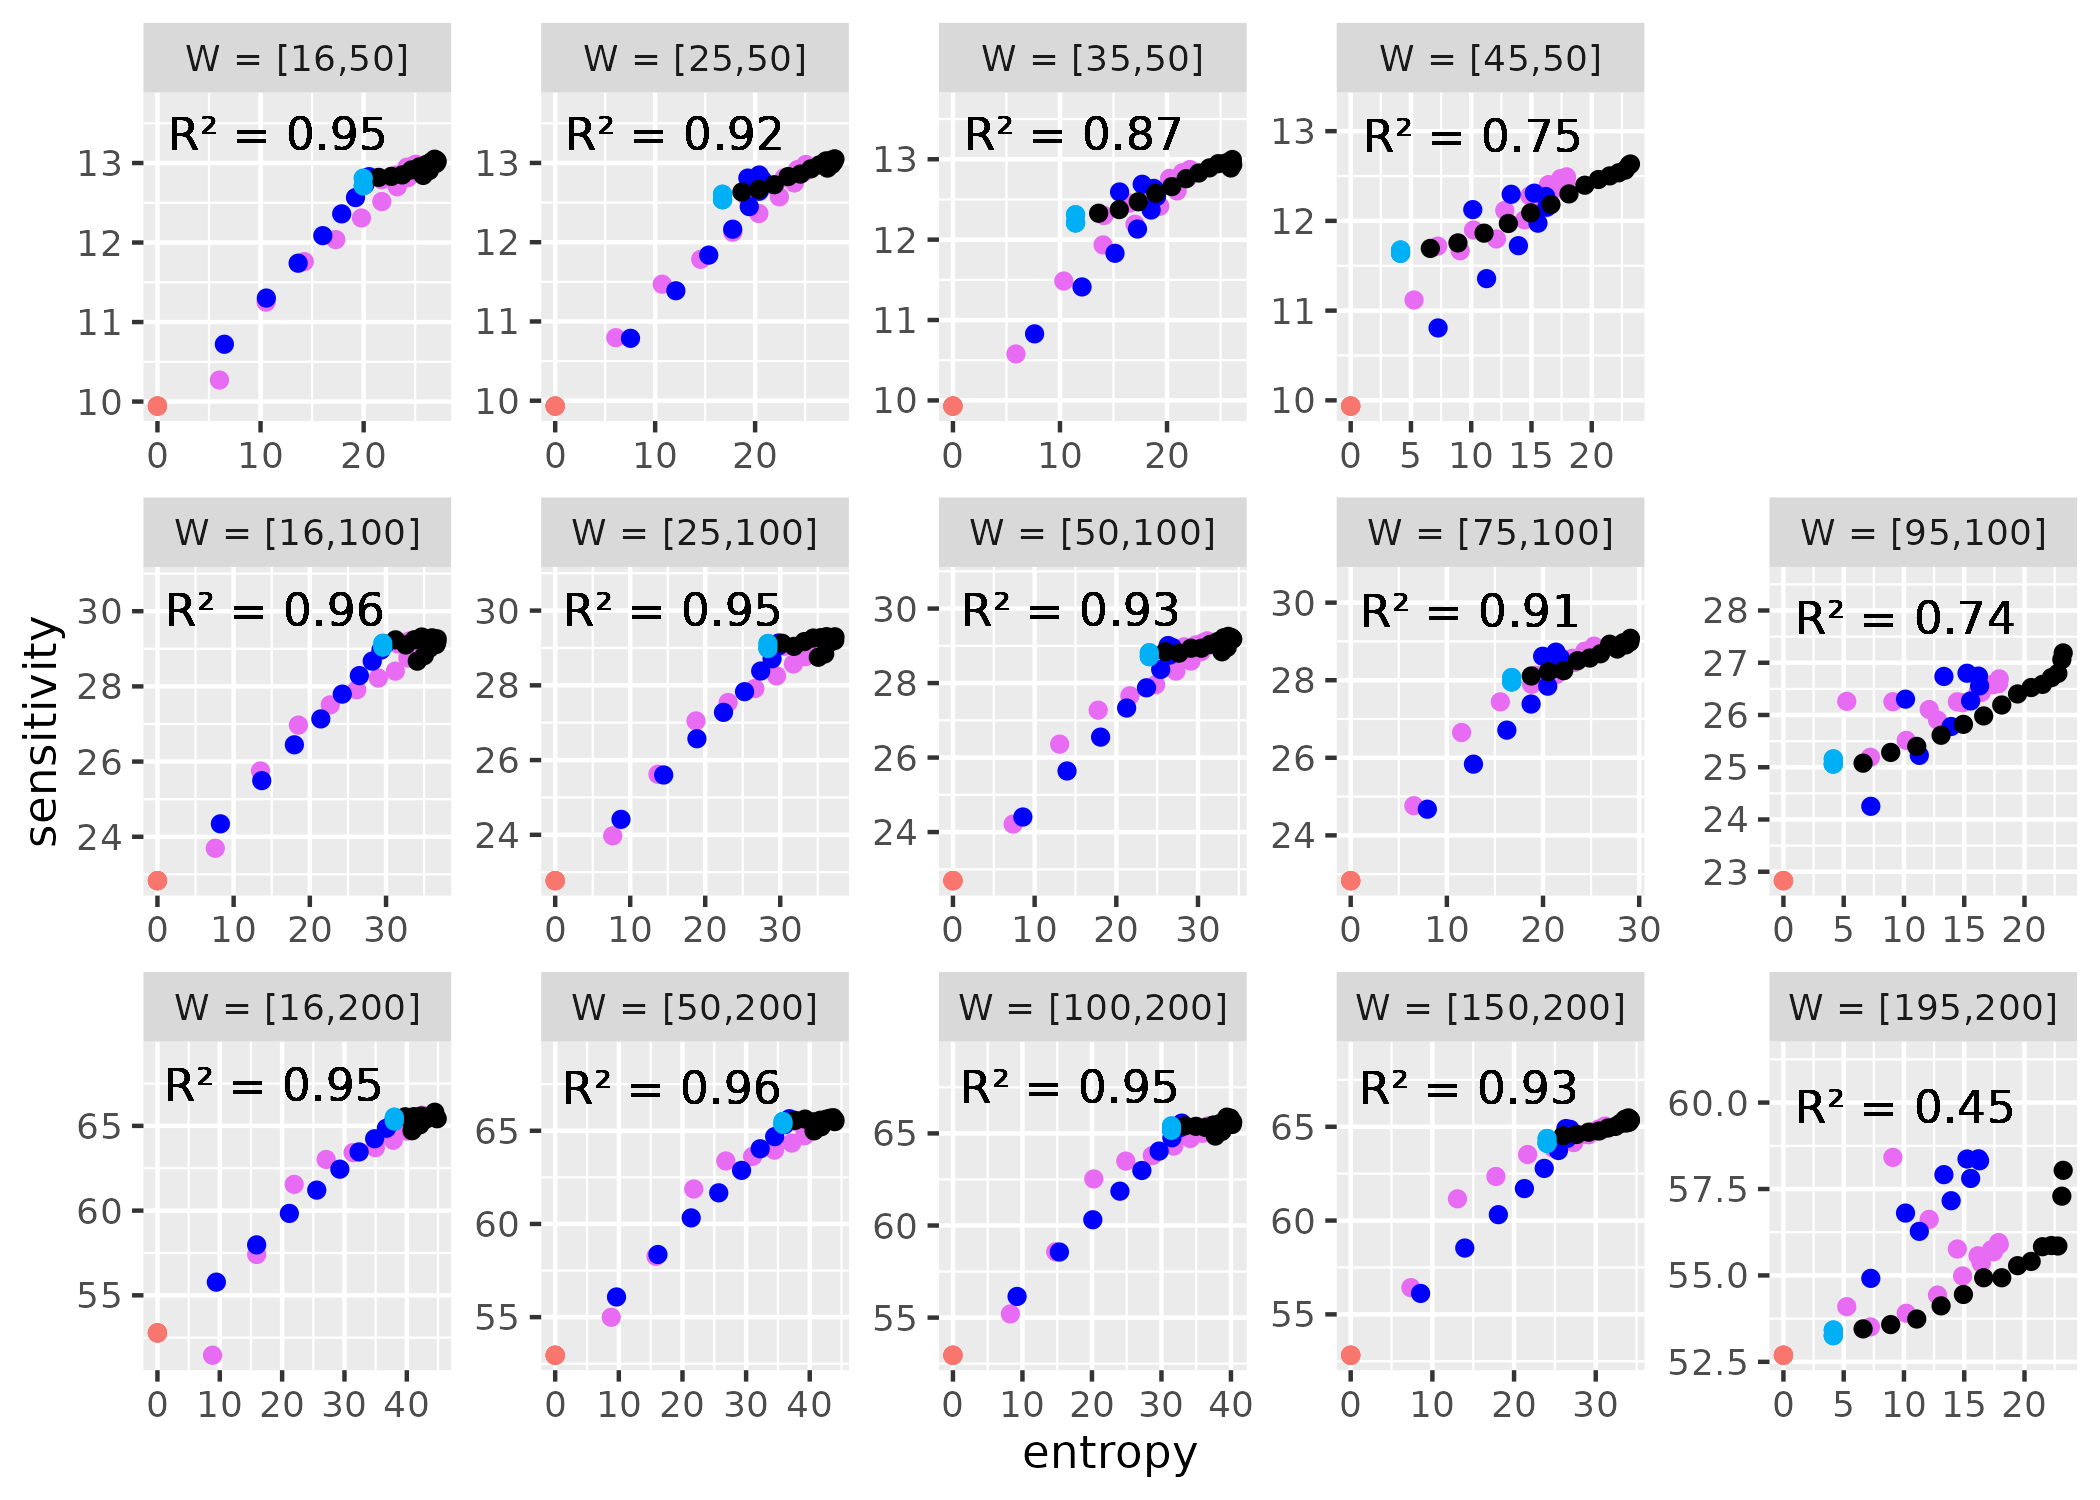 W = [16,50]
W = [25,50]
W = [35,50]
W = [45,50]
R² = 0.95
R² = 0.92
R² = 0.87
R² = 0.75
13
12
11
10
13
12
11
10
13
12
11
10
13
12
11
10
0 10 20
0 10 20
0 10 20
0 5 10 15 20
W = [16,100]
W = [25,100]
W = [50,100]
W = [75,100]
W = [95,100]
R² = 0.96
R² = 0.95
R² = 0.93
R² = 0.91
R² = 0.74
30
28
26
24
30
28
26
24
30
28
26
24
30
28
26
24
28
27
26
25
24
23
0 10 20 30
0 10 20 30
0 10 20 30
0 10 20 30
0 5 10 15 20
sensitivity
W = [16,200]
W = [50,200]
W = [100,200]
W = [150,200]
W = [195,200]
R² = 0.95
R² = 0.96
R² = 0.95
R² = 0.93
R² = 0.45
65
60
55
65
60
55
65
60
55
65
60
55
60.0
57.5
55.0
52.5
0 10 20 30 40
0 10 20 30 40
0 10 20 30 40
0 10 20 30
0 5 10 15 20
entropy